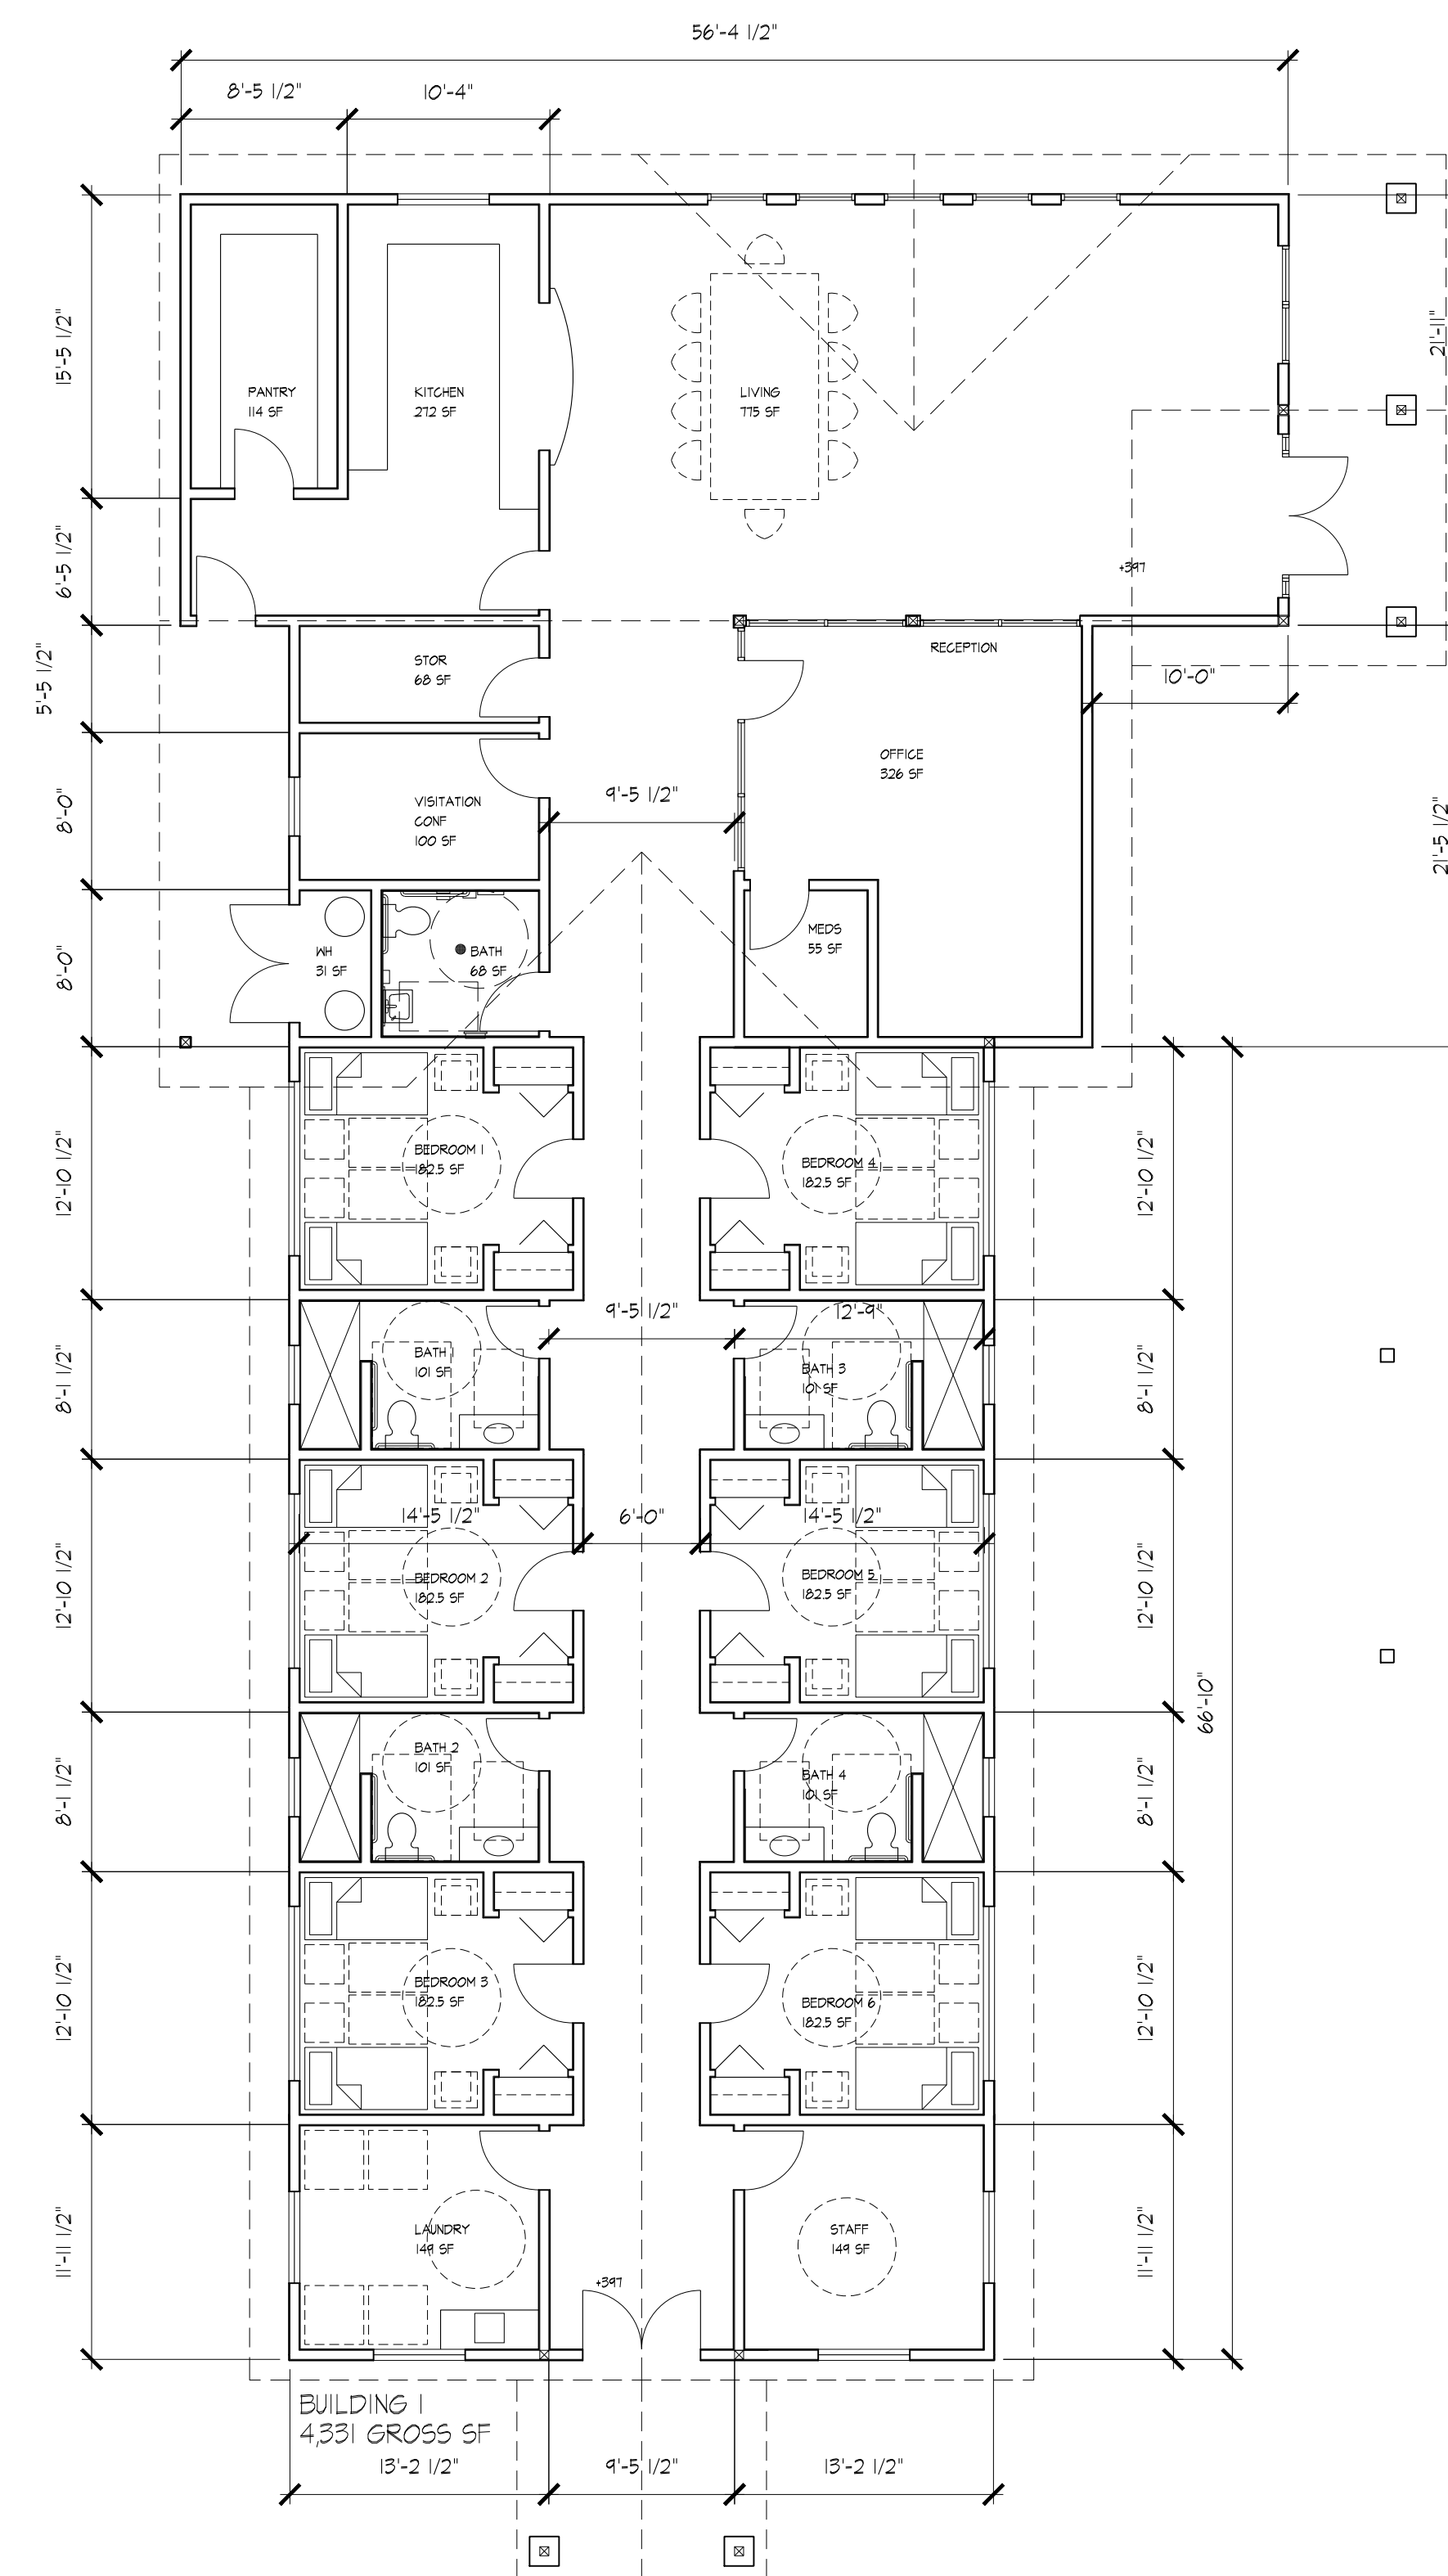 56'-4 1/2"
8'-5 1/2"
10'-4"
15'-5 1/2"
21'-11"
PANTRY
114 SF
KITCHEN
272 SF
LIVING
775 SF
6'-5 1/2"
+397
5'-5 1/2"
STOR
68 SF
RECEPTION
10'-0"
OFFICE
326 SF
8'-0"
VISITATION
CONF
100 SF
9'-5 1/2"
21'-5 1/2"
8'-0"
WH
31 SF
BATH
68 SF
MEDS
55 SF
12'-10 1/2"
BEDROOM 1
182.5 SF
BEDROOM 4
182.5 SF
12'-10 1/2"
9'-5 1/2"
12'-9"
8'-1 1/2"
BATH 1
101 SF
BATH 3
101 SF
8'-1 1/2"
14'-5 1/2"
6'-0"
14'-5 1/2"
12'-10 1/2"
BEDROOM 2
182.5 SF
BEDROOM 5
182.5 SF
12'-10 1/2"
66'-10"
8'-1 1/2"
BATH 2
101 SF
BATH 4
101 SF
8'-1 1/2"
12'-10 1/2"
BEDROOM 3
182.5 SF
BEDROOM 6
182.5 SF
12'-10 1/2"
11'-11 1/2"
LAUNDRY
149 SF
STAFF
149 SF
11'-11 1/2"
+397
BUILDING 1
4,331 GROSS SF
13'-2 1/2"
9'-5 1/2"
13'-2 1/2"